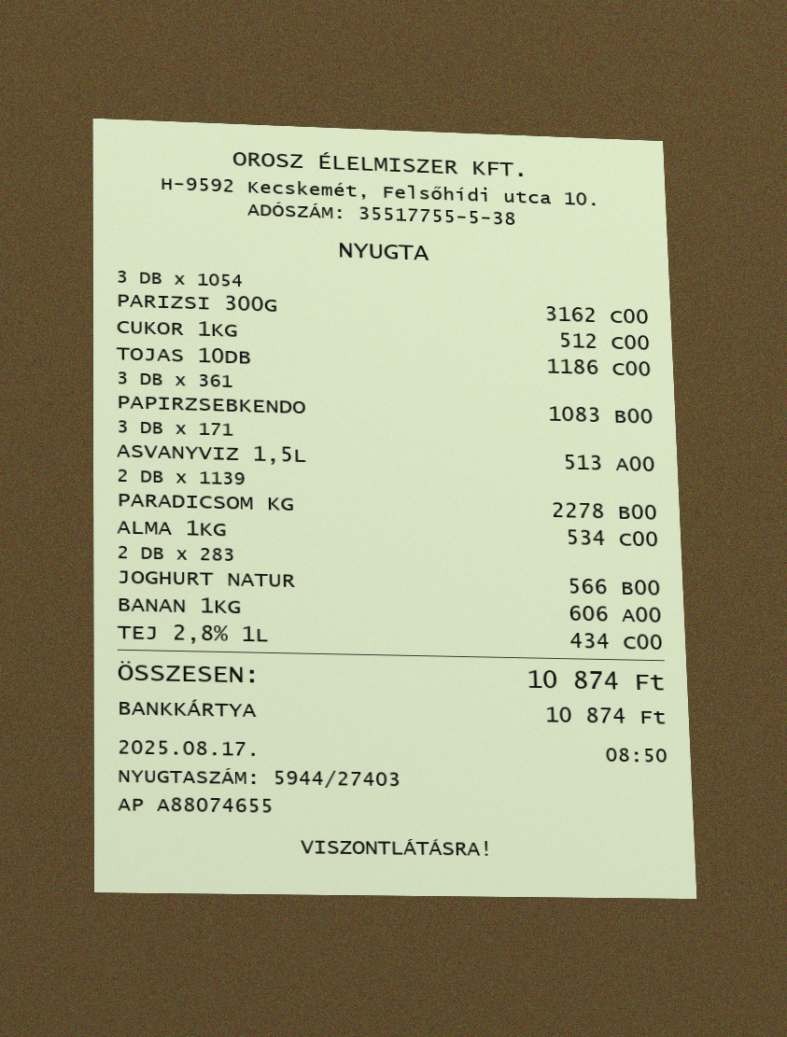 OROSZ ÉLELMISZER KFT.
H-9592 Kecskemét, Felsőhídi utca 10.
ADÓSZÁM: 35517755-5-38
NYUGTA
3 DB x 1054
PARIZSI 300G 3162 C00
CUKOR 1KG 512 C00
TOJAS 10DB 1186 C00
3 DB x 361
PAPIRZSEBKENDO 1083 B00
3 DB x 171
ASVANYVIZ 1,5L 513 A00
2 DB x 1139
PARADICSOM KG 2278 B00
ALMA 1KG 534 C00
2 DB x 283
JOGHURT NATUR 566 B00
BANAN 1KG 606 A00
TEJ 2,8% 1L 434 C00
ÖSSZESEN: 10 874 Ft
BANKKÁRTYA 10 874 Ft
2025.08.17. 08:50
NYUGTASZÁM: 5944/27403
AP A88074655
VISZONTLÁTÁSRA!